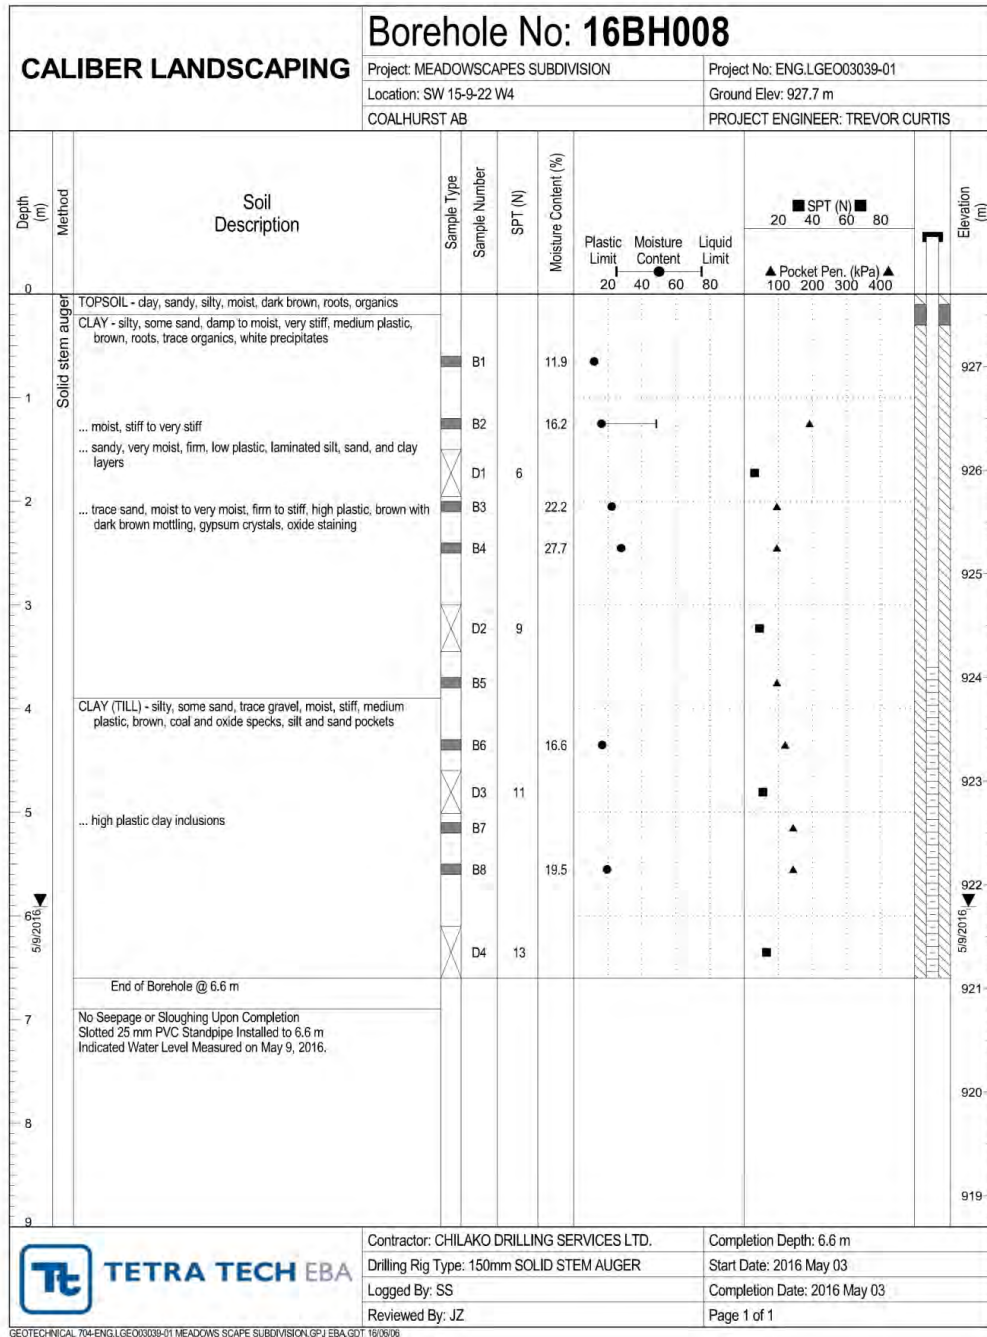 CALIBER LANDSCAPING
Borehole No: 16BH008
Project: MEADOWSCAPES SUBDIVISION
Project No: ENG.LGEO03039-01
Location: SW 15-9-22 W4
Ground Elev: 927.7 m
COALHURST AB
PROJECT ENGINEER: TREVOR CURTIS
Depth
(m)
Method
Soil
Description
Sample Type
Sample Number
SPT (N)
Moisture Content (%)
Plastic Limit
Moisture Content
Liquid Limit
20 40 60 80
■ SPT (N) ■
20 40 60 80
▲ Pocket Pen. (kPa) ▲
100 200 300 400
Elevation
(m)
0
Solid stem auger
TOPSOIL - clay, sandy, silty, moist, dark brown, roots, organics
CLAY - silty, some sand, damp to moist, very stiff, medium plastic,
brown, roots, trace organics, white precipitates
B1 11.9
927
1
... moist, stiff to very stiff
B2 16.2
... sandy, very moist, firm, low plastic, laminated silt, sand, and clay
layers
D1 6
926
2
... trace sand, moist to very moist, firm to stiff, high plastic, brown with
dark brown mottling, gypsum crystals, oxide staining
B3 22.2
B4 27.7
925
3
D2 9
924
B5
4
CLAY (TILL) - silty, some sand, trace gravel, moist, stiff, medium
plastic, brown, coal and oxide specks, silt and sand pockets
B6 16.6
923
D3 11
5
... high plastic clay inclusions
B7
B8 19.5
922
6
5/9/2016
5/9/2016
D4 13
End of Borehole @ 6.6 m
921
7
No Seepage or Sloughing Upon Completion
Slotted 25 mm PVC Standpipe Installed to 6.6 m
Indicated Water Level Measured on May 9, 2016.
920
8
919
9
Tt TETRA TECH EBA
Contractor: CHILAKO DRILLING SERVICES LTD.
Completion Depth: 6.6 m
Drilling Rig Type: 150mm SOLID STEM AUGER
Start Date: 2016 May 03
Logged By: SS
Completion Date: 2016 May 03
Reviewed By: JZ
Page 1 of 1
GEOTECHNICAL 704-ENG.LGEO03039-01 MEADOWS SCAPE SUBDIVISION.GPJ EBA.GDT 16/06/06